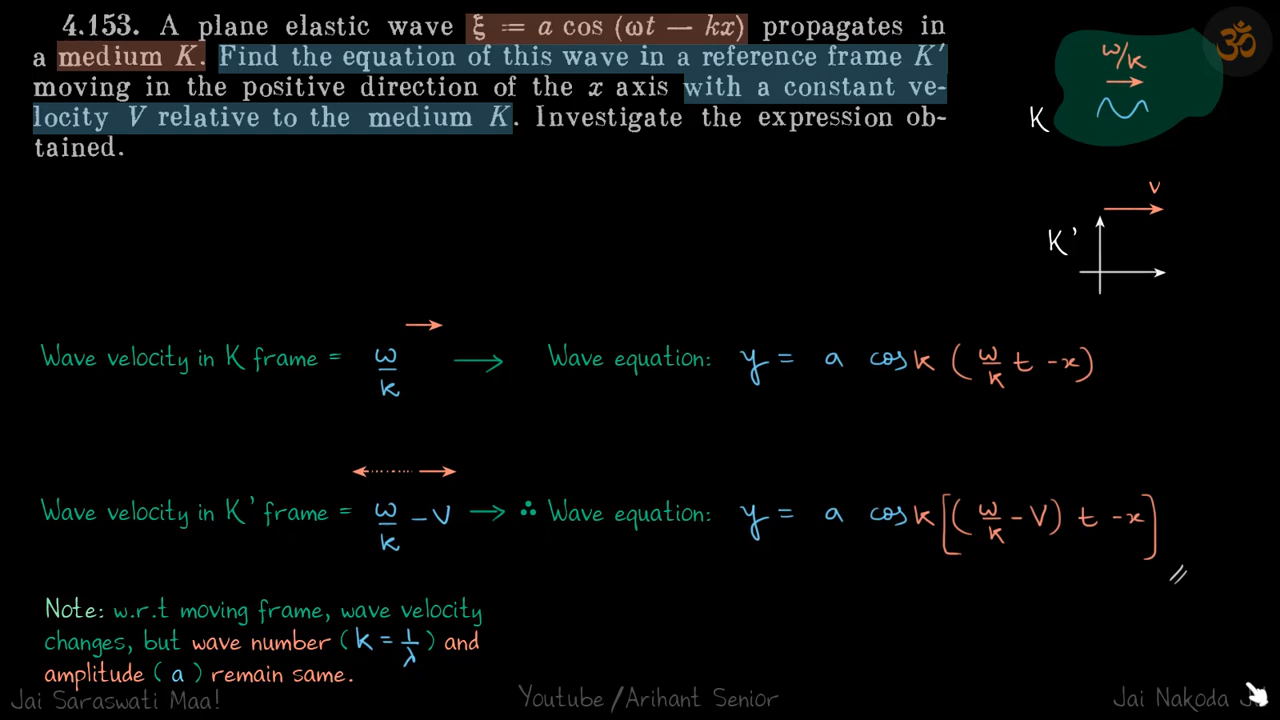 4.153. A plane elastic wave ξ = a cos (ωt − kx) propagates in
a medium K. Find the equation of this wave in a reference frame K′
moving in the positive direction of the x axis with a constant ve-
locity V relative to the medium K. Investigate the expression ob-
tained.
ω/k
K
V
K'
Wave velocity in K frame = ω/k → Wave equation: y = a cos k (ω/k t - x)
Wave velocity in K' frame = ω/k - V → ∴ Wave equation: y = a cos k [(ω/k - V) t - x]
Note: w.r.t moving frame, wave velocity
changes, but wave number (k = 1/λ) and
amplitude (a) remain same.
Jai Saraswati Maa! Youtube/Arihant Senior Jai Nakoda
ॐ